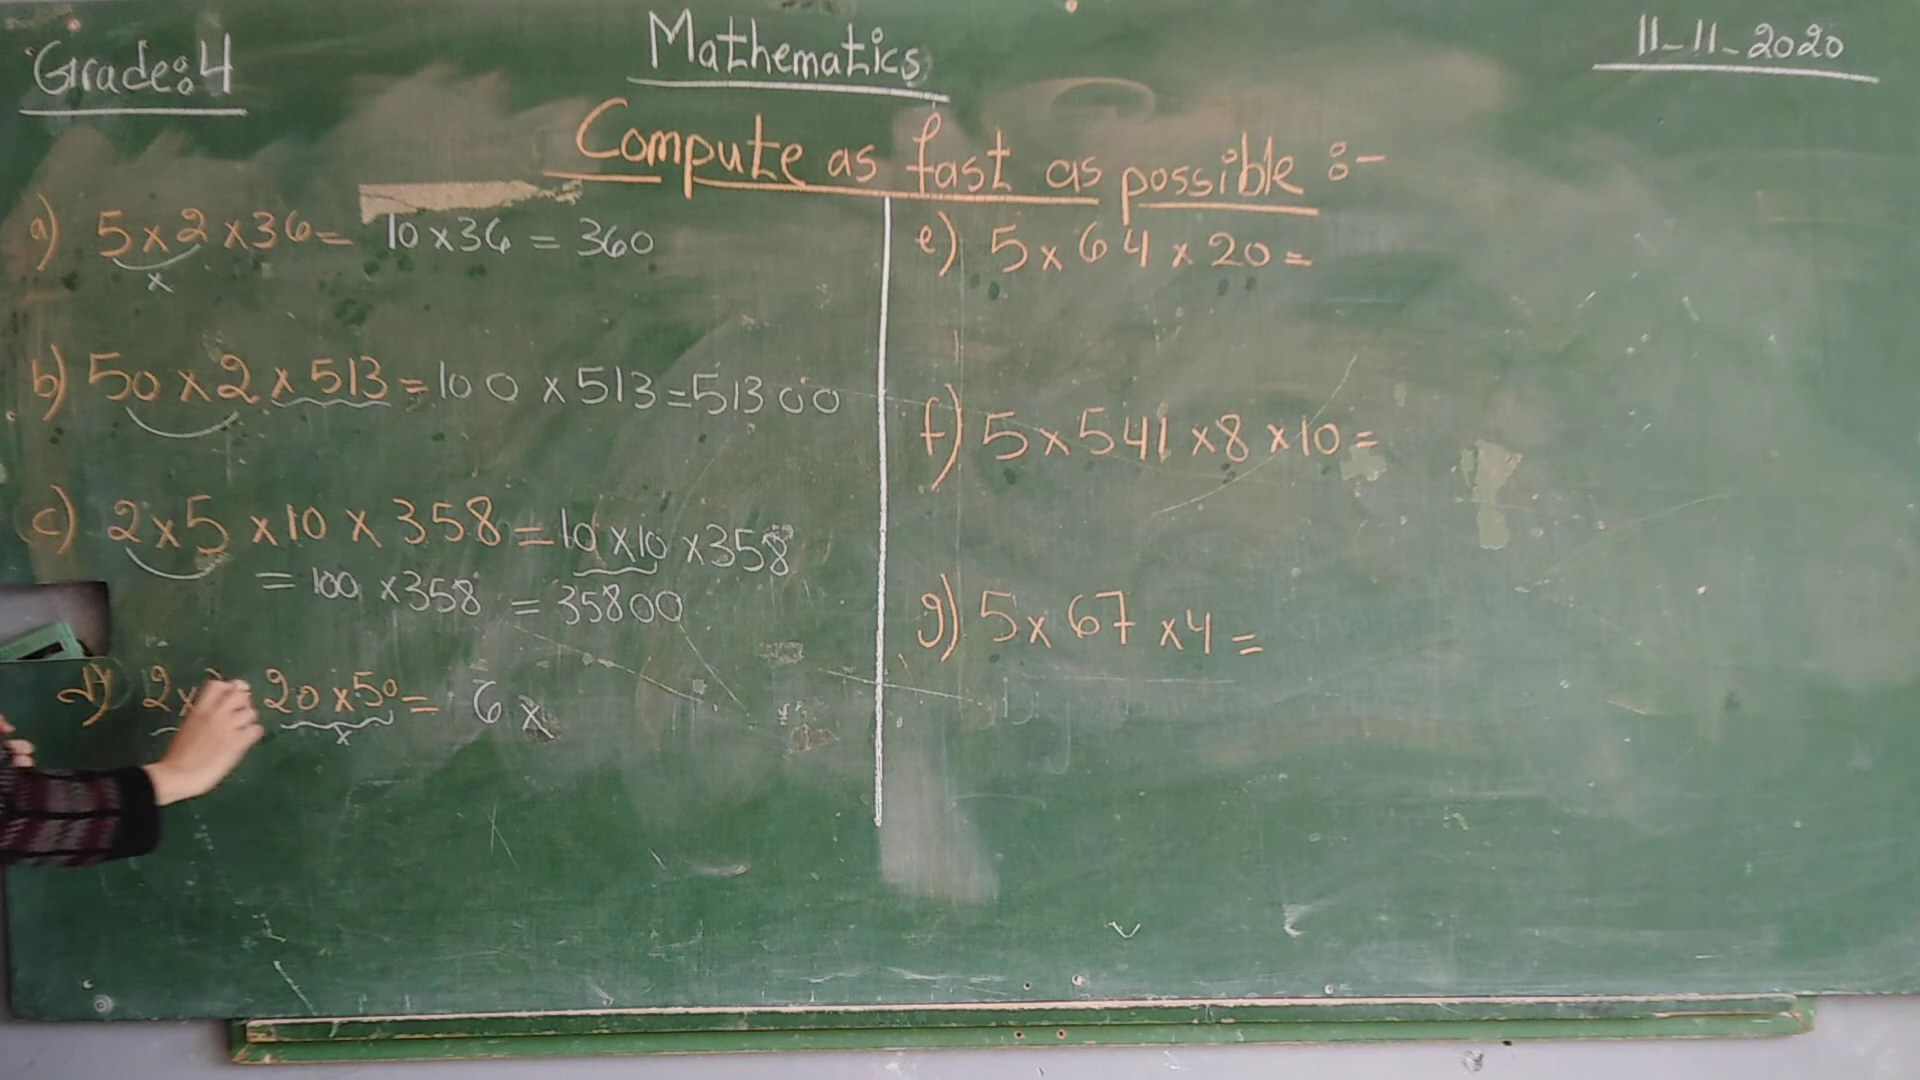 Grade:4
Mathematics
11-11-2020
Compute as fast as possible :-
a) 5x2x36= 10x36 = 360
x
b) 50x2x513=100x513=51300
c) 2x5x10x358=10x10x358
= 100x358 = 35800
d) 2x 20x50= 6x
x
e) 5x64x20=
f) 5x541x8x10=
g) 5x67x4=